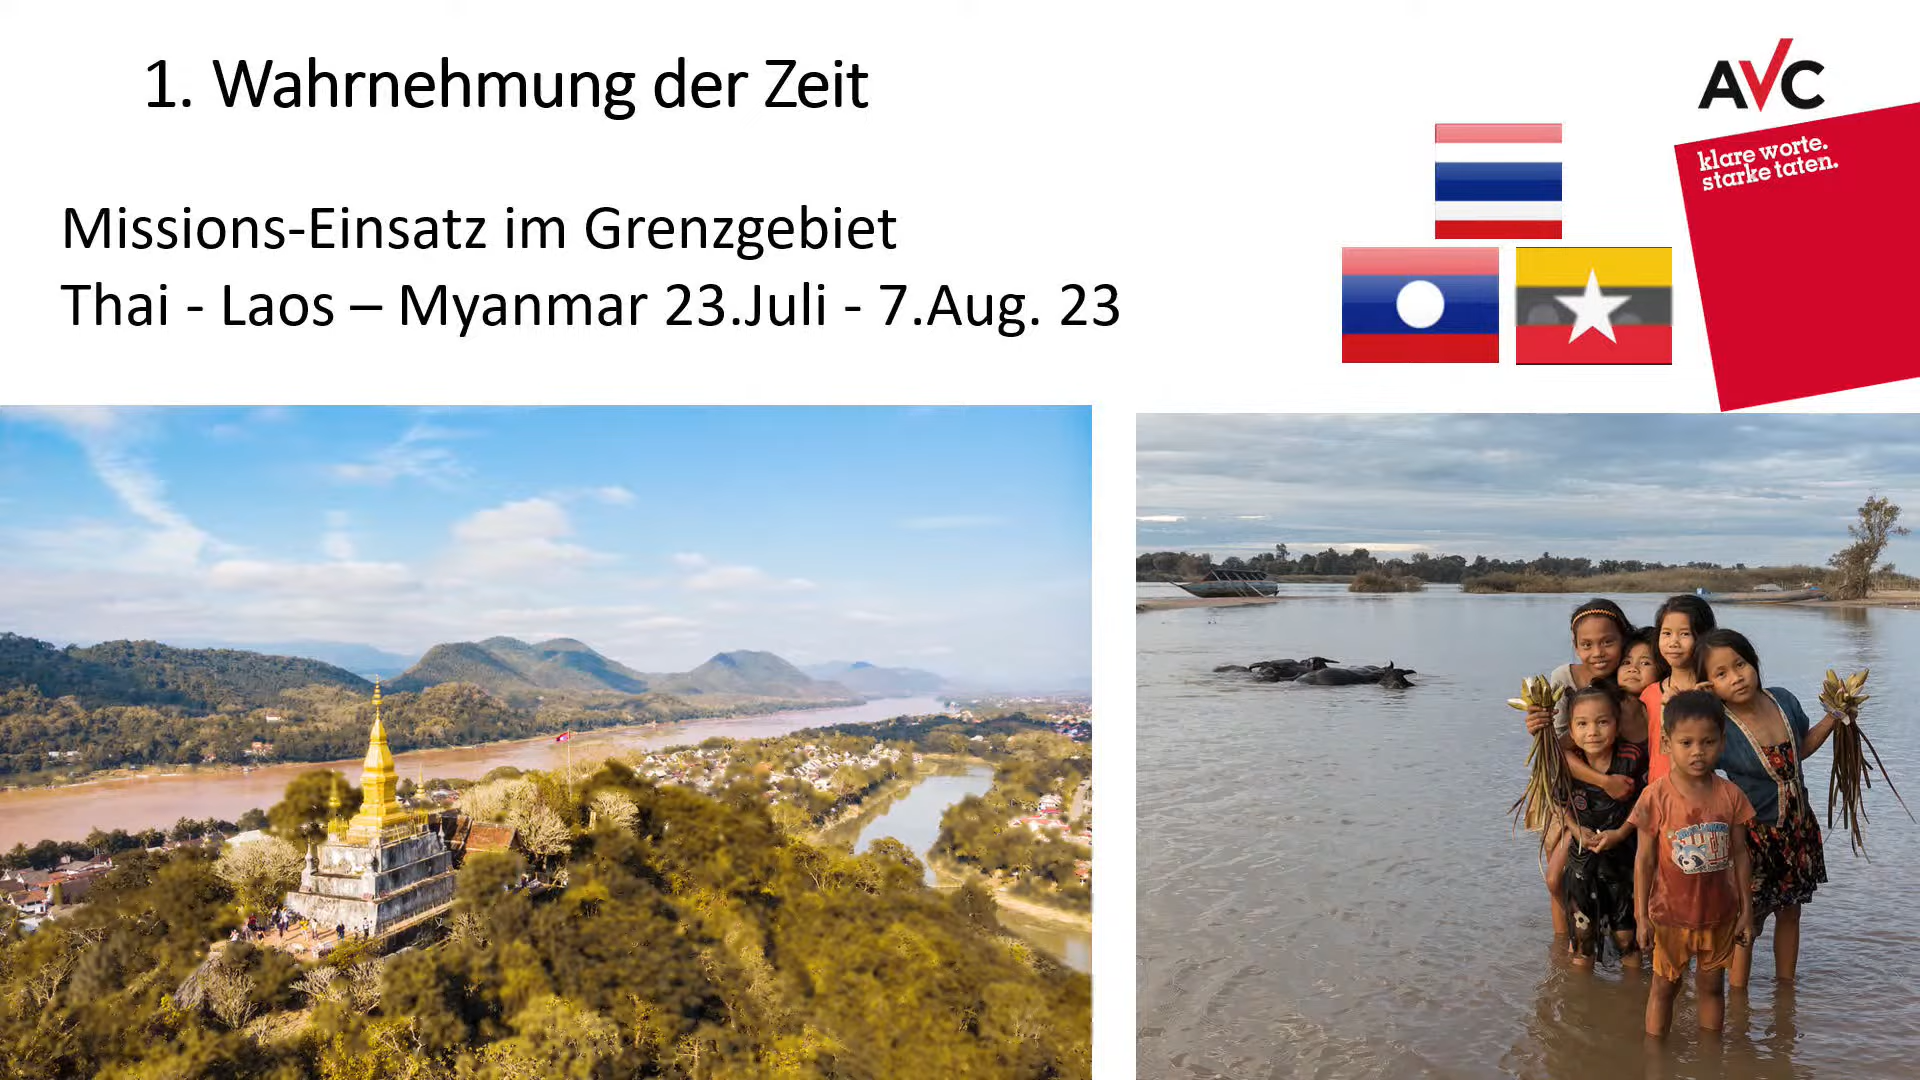 1. Wahrnehmung der Zeit
AVC
klare worte.
starke taten.
Missions-Einsatz im Grenzgebiet
Thai - Laos – Myanmar 23.Juli - 7.Aug. 23